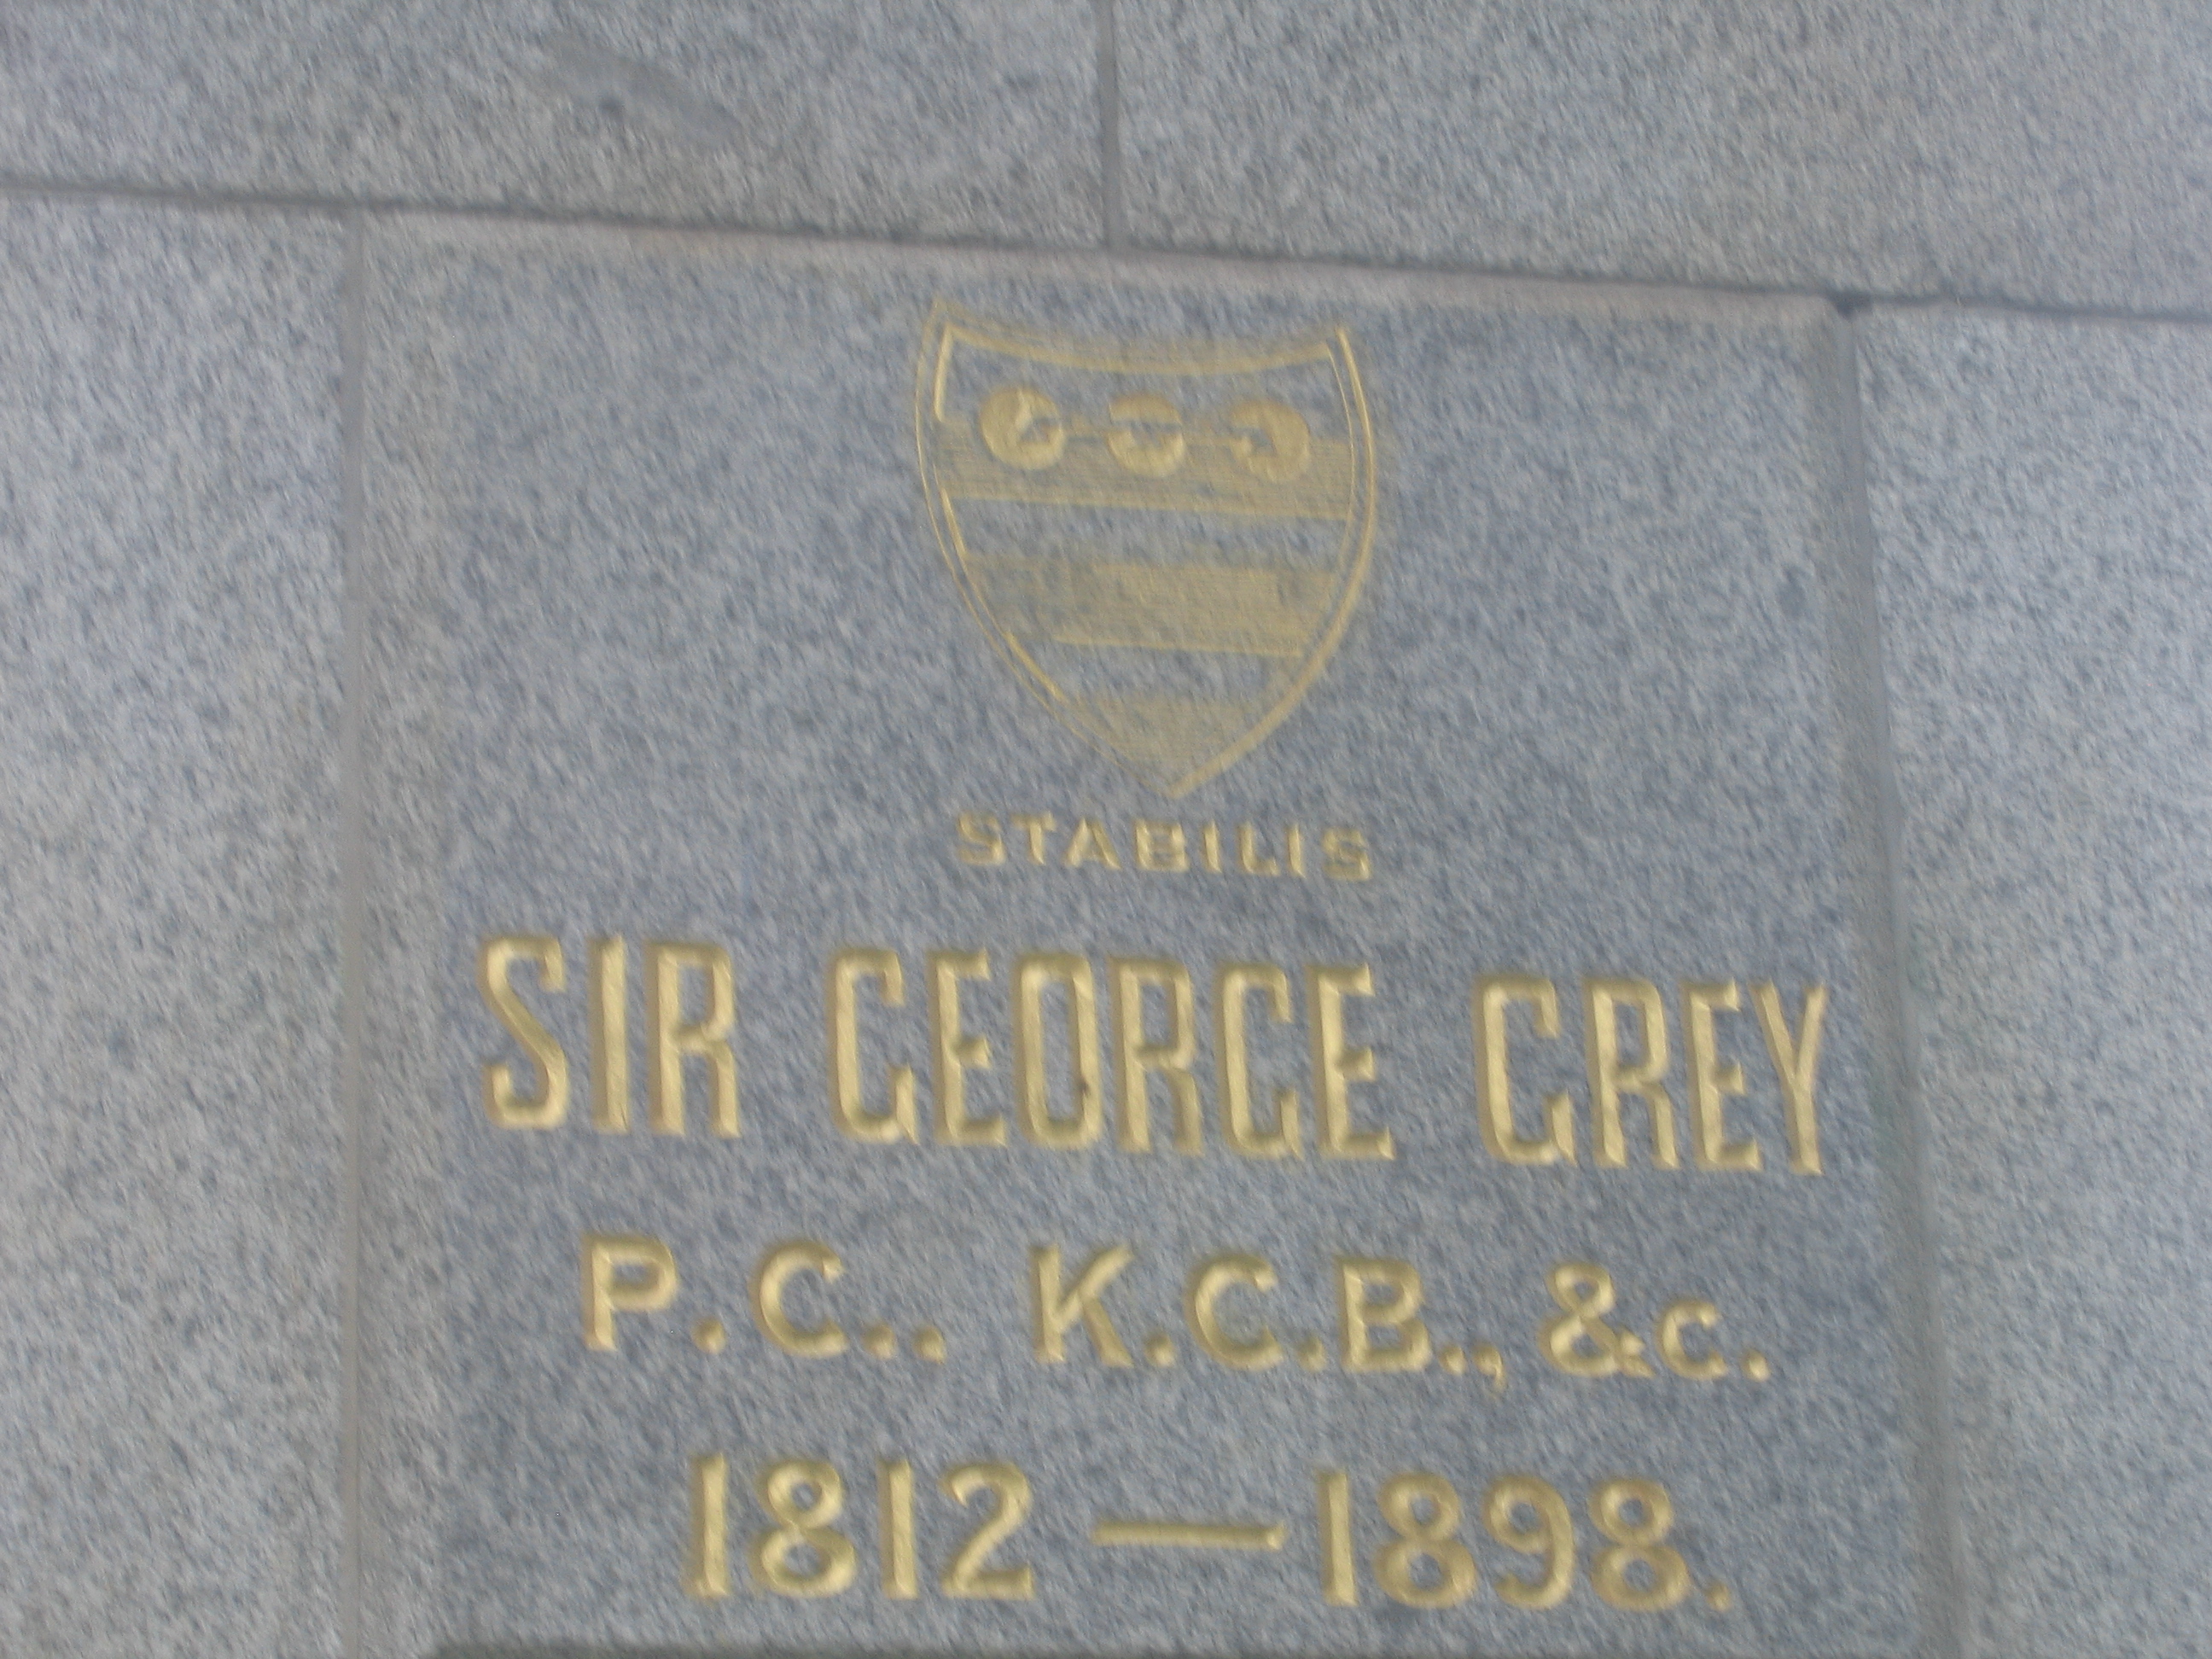 STABILIS
SIR GEORGE GREY
P.C., K.C.B., &c.
1812 — 1898.